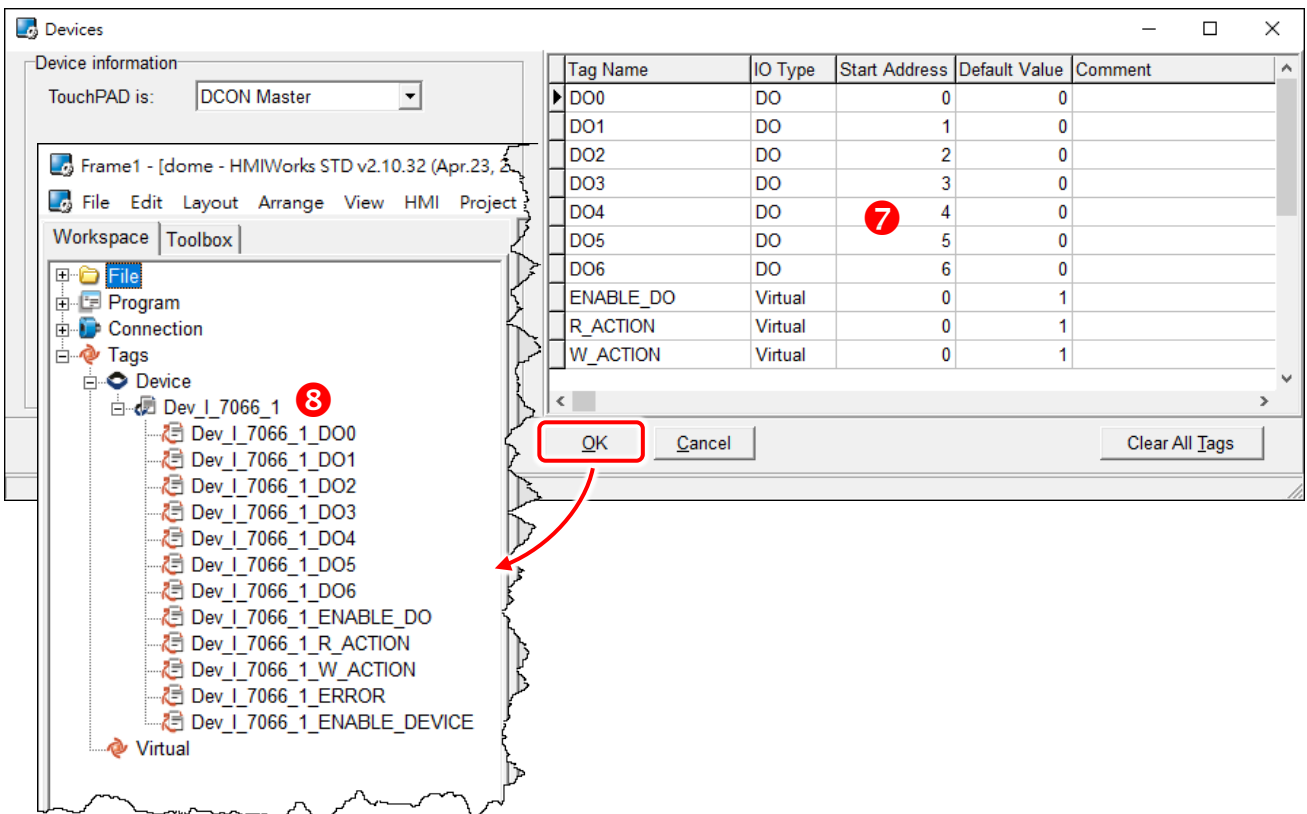 Devices
Device information
TouchPAD is: DCON Master
Tag Name IO Type Start Address Default Value Comment
DO0 DO 0 0
DO1 DO 1 0
DO2 DO 2 0
DO3 DO 3 0
DO4 DO 4 0
DO5 DO 5 0
DO6 DO 6 0
ENABLE_DO Virtual 0 1
R_ACTION Virtual 0 1
W_ACTION Virtual 0 1
7
OK Cancel Clear All Tags
Frame1 - [dome - HMIWorks STD v2.10.32 (Apr.23, 2
File Edit Layout Arrange View HMI Project
Workspace Toolbox
File
Program
Connection
Tags
Device
Dev_I_7066_1 8
Dev_I_7066_1_DO0
Dev_I_7066_1_DO1
Dev_I_7066_1_DO2
Dev_I_7066_1_DO3
Dev_I_7066_1_DO4
Dev_I_7066_1_DO5
Dev_I_7066_1_DO6
Dev_I_7066_1_ENABLE_DO
Dev_I_7066_1_R_ACTION
Dev_I_7066_1_W_ACTION
Dev_I_7066_1_ERROR
Dev_I_7066_1_ENABLE_DEVICE
Virtual